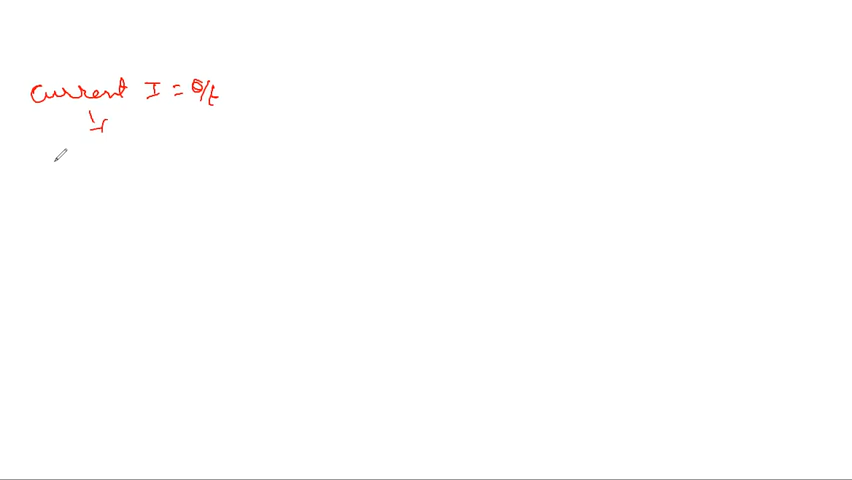 Current I = Q/t